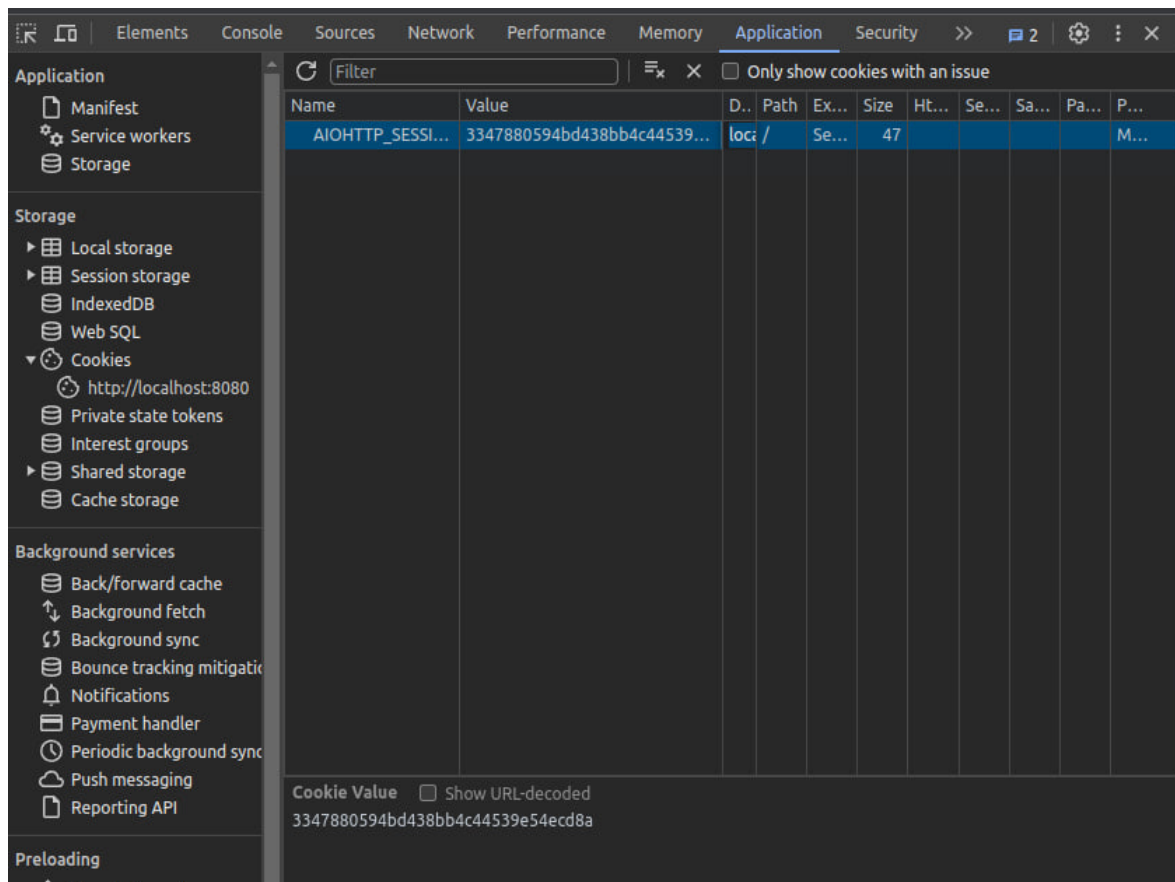 Elements Console Sources Network Performance Memory Application Security 2
Application
Manifest
Service workers
Storage
Storage
Local storage
Session storage
IndexedDB
Web SQL
Cookies
http://localhost:8080
Private state tokens
Interest groups
Shared storage
Cache storage
Background services
Back/forward cache
Background fetch
Background sync
Bounce tracking mitigatic
Notifications
Payment handler
Periodic background sync
Push messaging
Reporting API
Preloading
Filter Only show cookies with an issue
Name Value D.. Path Ex... Size Ht... Se... Sa... Pa... P...
AIOHTTP_SESSI... 3347880594bd438bb4c44539... loca / Se... 47 M...
Cookie Value Show URL-decoded
3347880594bd438bb4c44539e54ecd8a